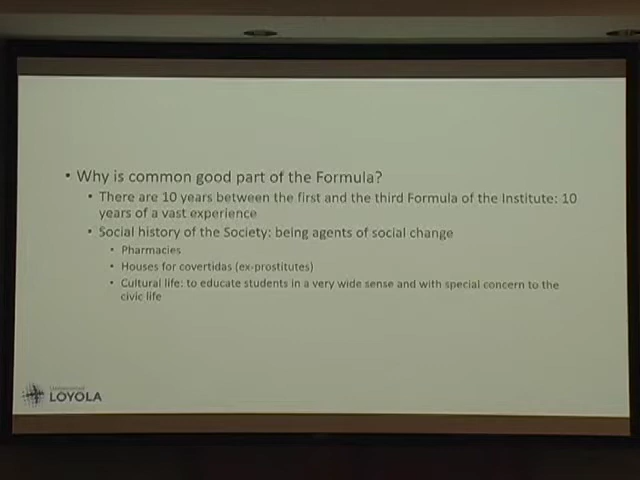 • Why is common good part of the Formula?
• There are 10 years between the first and the third Formula of the Institute: 10
years of a vast experience
• Social history of the Society: being agents of social change
• Pharmacies
• Houses for covertidas (ex-prostitutes)
• Cultural life: to educate students in a very wide sense and with special concern to the
civic life
LOYOLA